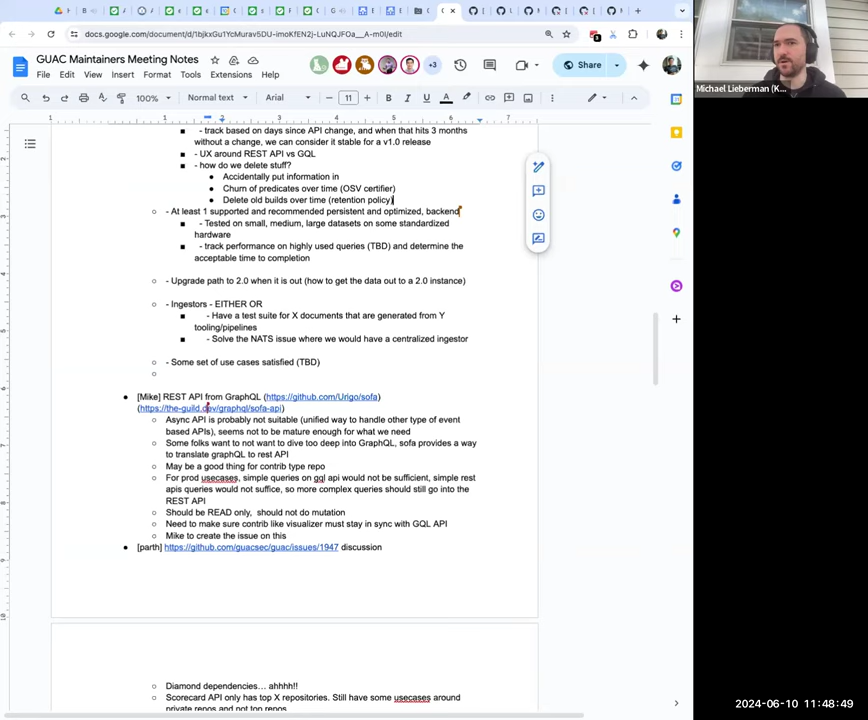 docs.google.com/document/d/1bjkxGu1YcMurav5DU-imoKfEN2j-LuNQJFOa__A-m0I/edit
GUAC Maintainers Meeting Notes
File Edit View Insert Format Tools Extensions Help
+3
Share
100%
Normal text
Arial
11
- track based on days since API change, and when that hits 3 months
without a change, we can consider it stable for a v1.0 release
- UX around REST API vs GQL
- how do we delete stuff?
Accidentally put information in
Churn of predicates over time (OSV certifier)
Delete old builds over time (retention policy)
- At least 1 supported and recommended persistent and optimized, backend
- Tested on small, medium, large datasets on some standardized
hardware
- track performance on highly used queries (TBD) and determine the
acceptable time to completion
- Upgrade path to 2.0 when it is out (how to get the data out to a 2.0 instance)
- Ingestors - EITHER OR
- Have a test suite for X documents that are generated from Y
tooling/pipelines
- Solve the NATS issue where we would have a centralized ingestor
- Some set of use cases satisfied (TBD)
[Mike] REST API from GraphQL (https://github.com/Urigo/sofa)
(https://the-guild.dev/graphql/sofa-api)
Async API is probably not suitable (unified way to handle other type of event
based APIs), seems not to be mature enough for what we need
Some folks want to not want to dive too deep into GraphQL, sofa provides a way
to translate graphQL to rest API
May be a good thing for contrib type repo
For prod usecases, simple queries on gql api would not be sufficient, simple rest
apis queries would not suffice, so more complex queries should still go into the
REST API
Should be READ only, should not do mutation
Need to make sure contrib like visualizer must stay in sync with GQL API
Mike to create the issue on this
[parth] https://github.com/guacsec/guac/issues/1947 discussion
Diamond dependencies... ahhhh!!
Scorecard API only has top X repositories. Still have some usecases around
private repos and not top repos
Michael Lieberman (K...
2024-06-10 11:48:49